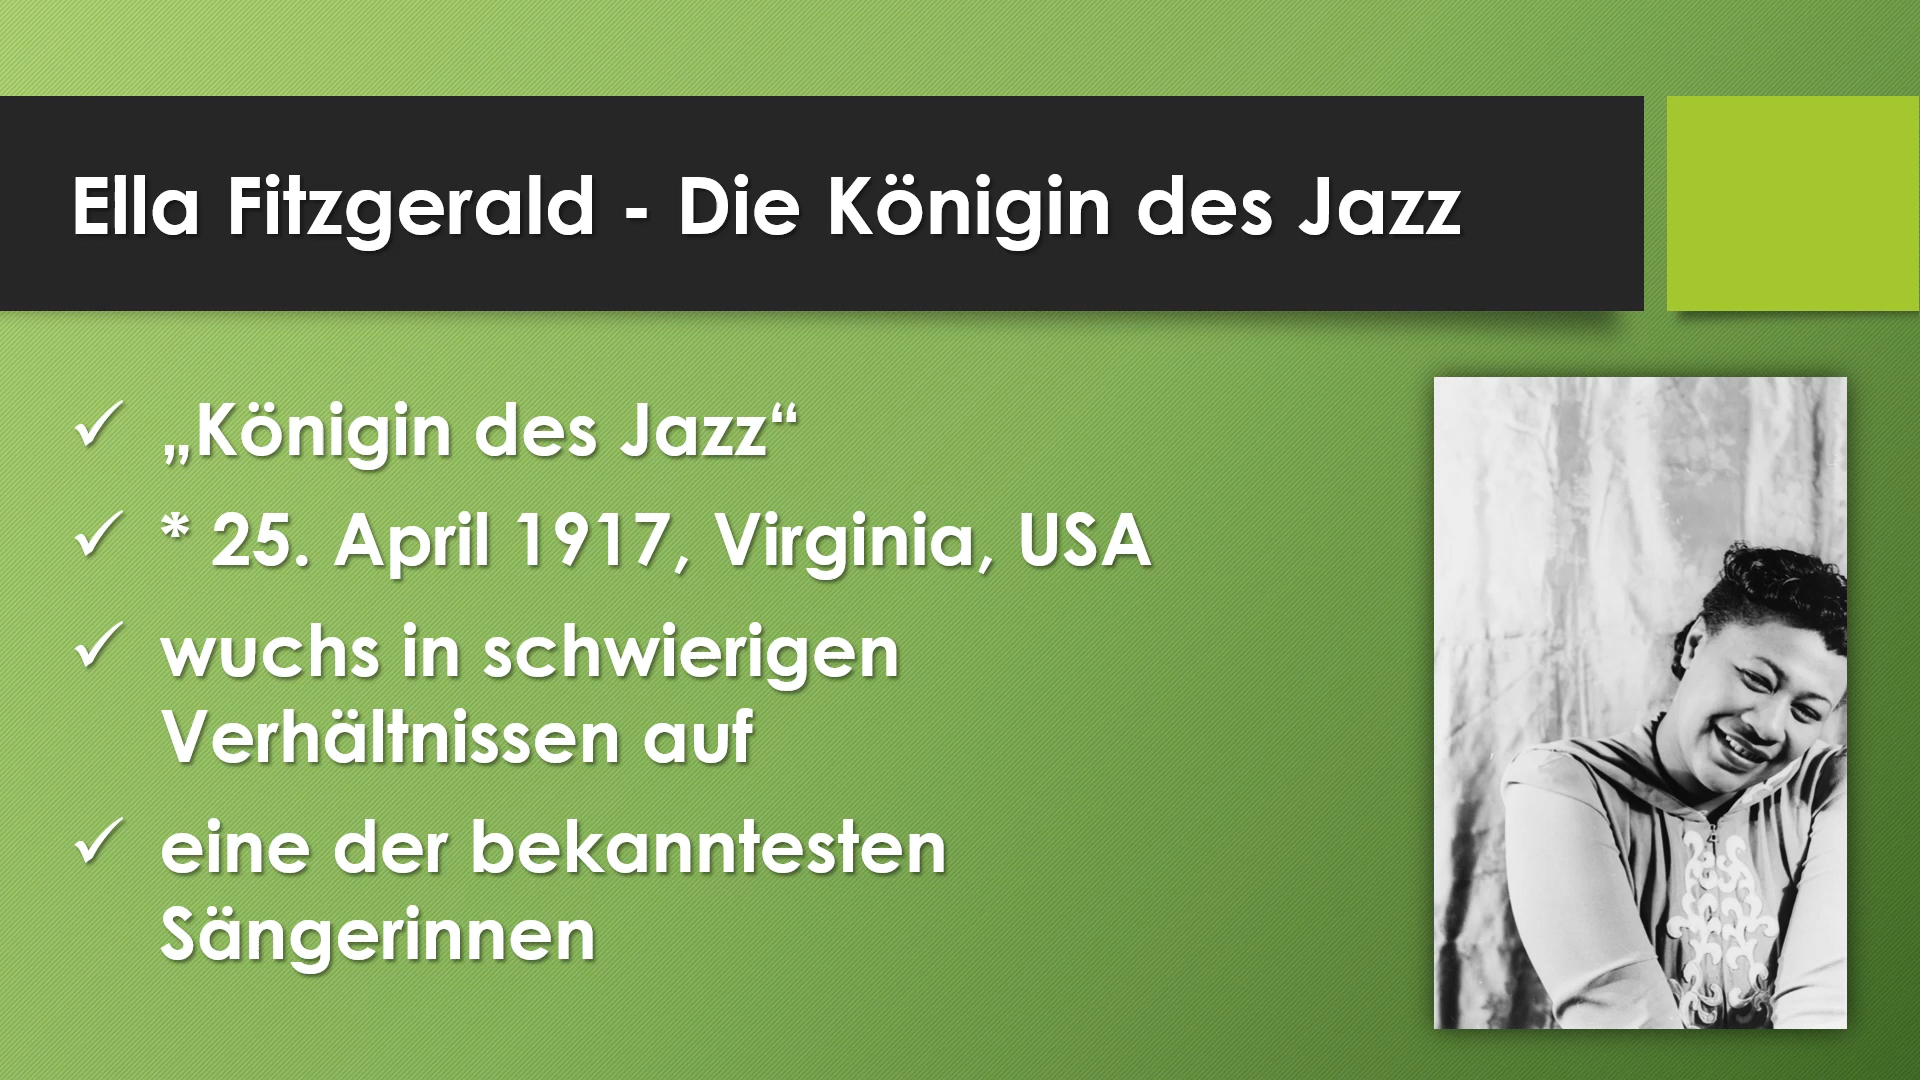 Ella Fitzgerald - Die Königin des Jazz
„Königin des Jazz“
* 25. April 1917, Virginia, USA
wuchs in schwierigen
Verhältnissen auf
eine der bekanntesten
Sängerinnen